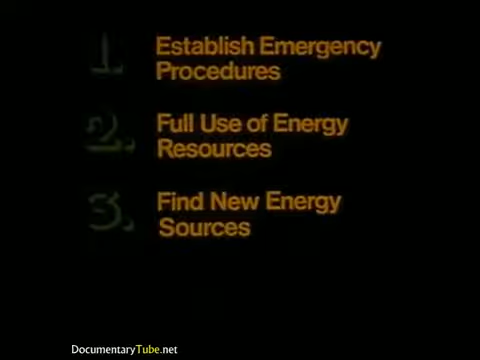 1. Establish Emergency
Procedures
2. Full Use of Energy
Resources
3. Find New Energy
Sources
DocumentaryTube.net